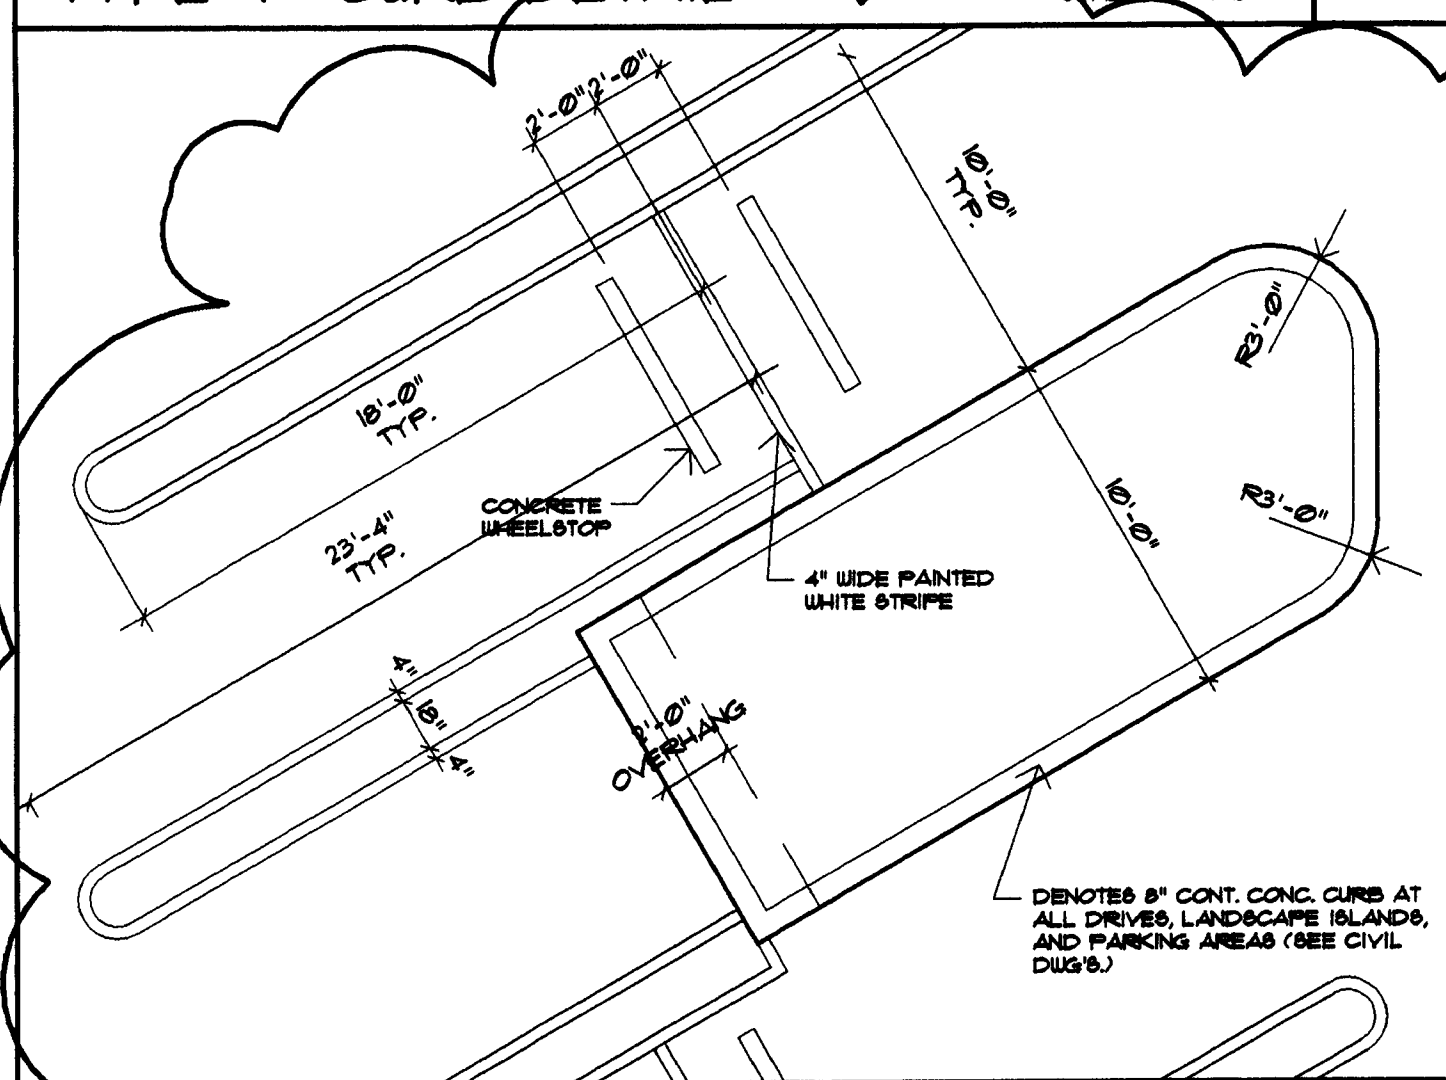 2'-0" 2'-0"
10'-0"
TYP.
R3'-0"
18'-0"
TYP.
CONCRETE
WHEELSTOP
23'-4"
TYP.
10'-0"
R3'-0"
4" WIDE PAINTED
WHITE STRIPE
4"
18"
4"
2'-0"
OVERHANG
DENOTES 8" CONT. CONC. CURB AT
ALL DRIVES, LANDSCAPE ISLANDS,
AND PARKING AREAS (SEE CIVIL
DWG'S.)